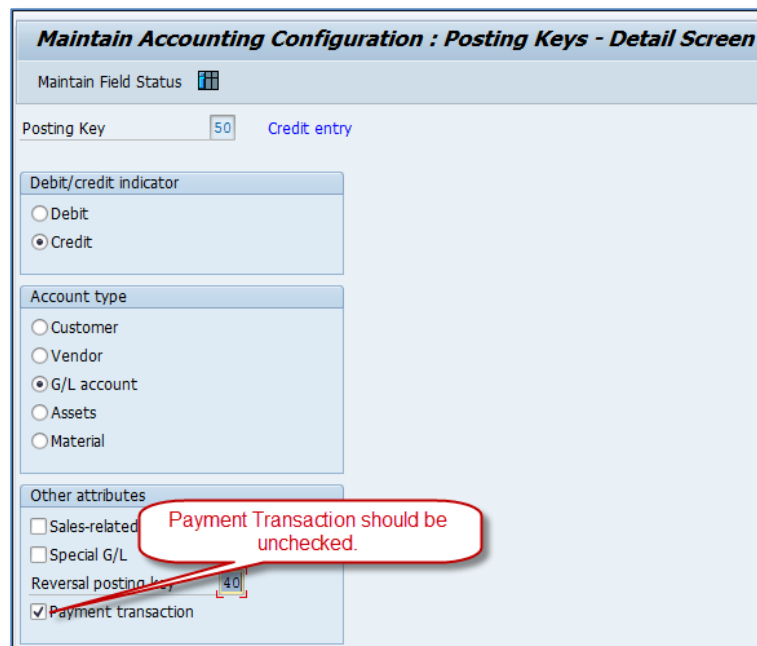 Maintain Accounting Configuration : Posting Keys - Detail Screen
Maintain Field Status
Posting Key 50 Credit entry
Debit/credit indicator
Debit
Credit
Account type
Customer
Vendor
G/L account
Assets
Material
Other attributes
Sales-related
Special G/L
Payment Transaction should be
unchecked.
Reversal posting key 40
Payment transaction